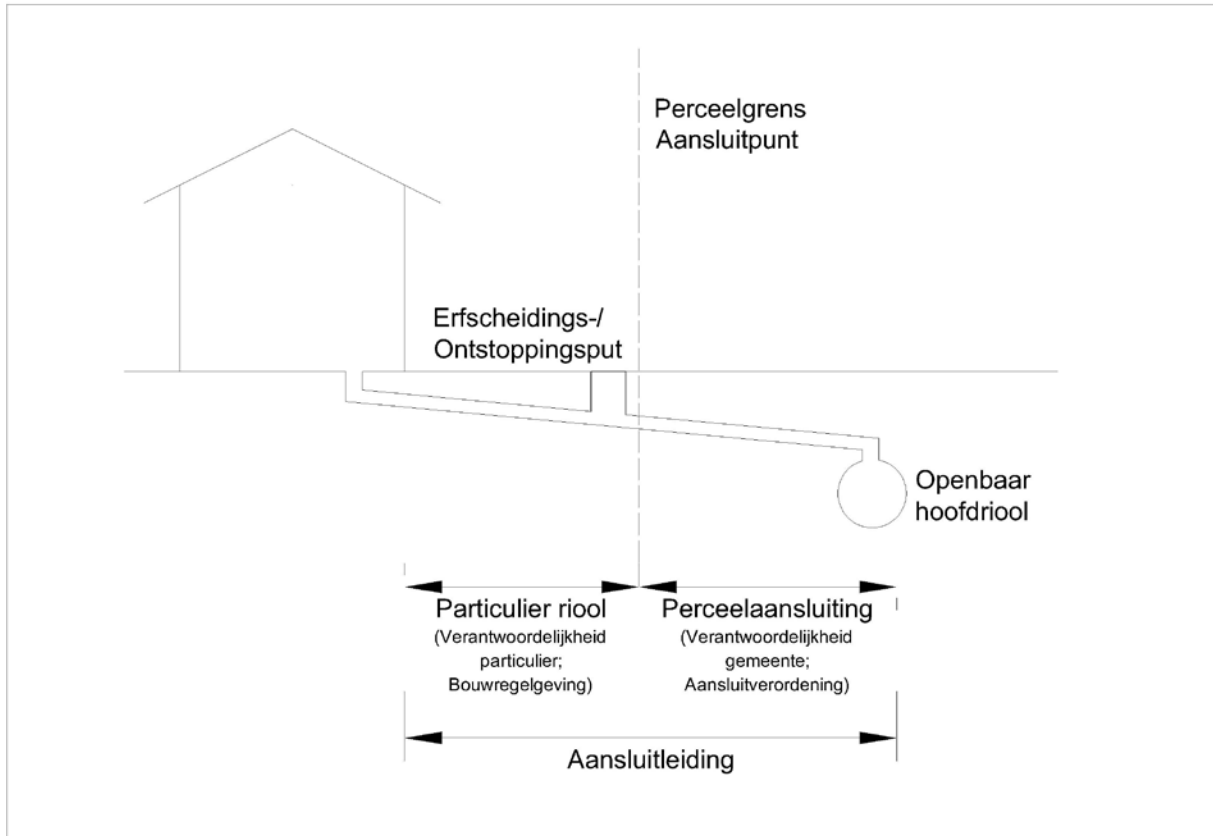 Perceelgrens
Aansluitpunt
Erfscheidings-/
Ontstoppingsput
Openbaar
hoofdriool
Particulier riool
(Verantwoordelijkheid
particulier;
Bouwregelgeving)
Perceelaansluiting
(Verantwoordelijkheid
gemeente;
Aansluitverordening)
Aansluitleiding